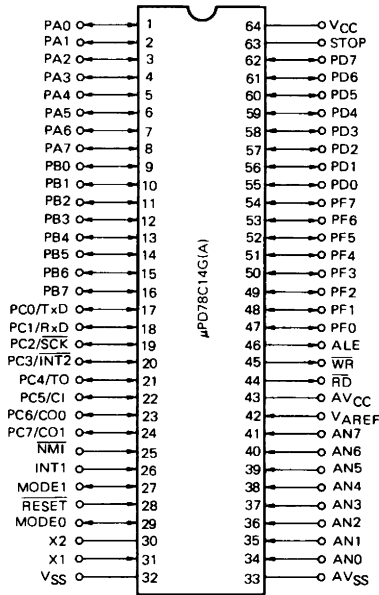 PA0 1 64 VCC
PA1 2 63 STOP
PA2 3 62 PD7
PA3 4 61 PD6
PA4 5 60 PD5
PA5 6 59 PD4
PA6 7 58 PD3
PA7 8 57 PD2
PB0 9 56 PD1
PB1 10 55 PD0
PB2 11 54 PF7
PB3 12 53 PF6
PB4 13 52 PF5
PB5 14 51 PF4
PB6 15 50 PF3
PB7 16 49 PF2
PC0/TxD 17 48 PF1
PC1/RxD 18 47 PF0
PC2/SCK 19 46 ALE
PC3/INT2 20 45 WR
PC4/TO 21 44 RD
PC5/CI 22 43 AVCC
PC6/CO0 23 42 VAREF
PC7/CO1 24 41 AN7
NMI 25 40 AN6
INT1 26 39 AN5
MODE1 27 38 AN4
RESET 28 37 AN3
MODE0 29 36 AN2
X2 30 35 AN1
X1 31 34 AN0
VSS 32 33 AVSS
μPD78C14G(A)